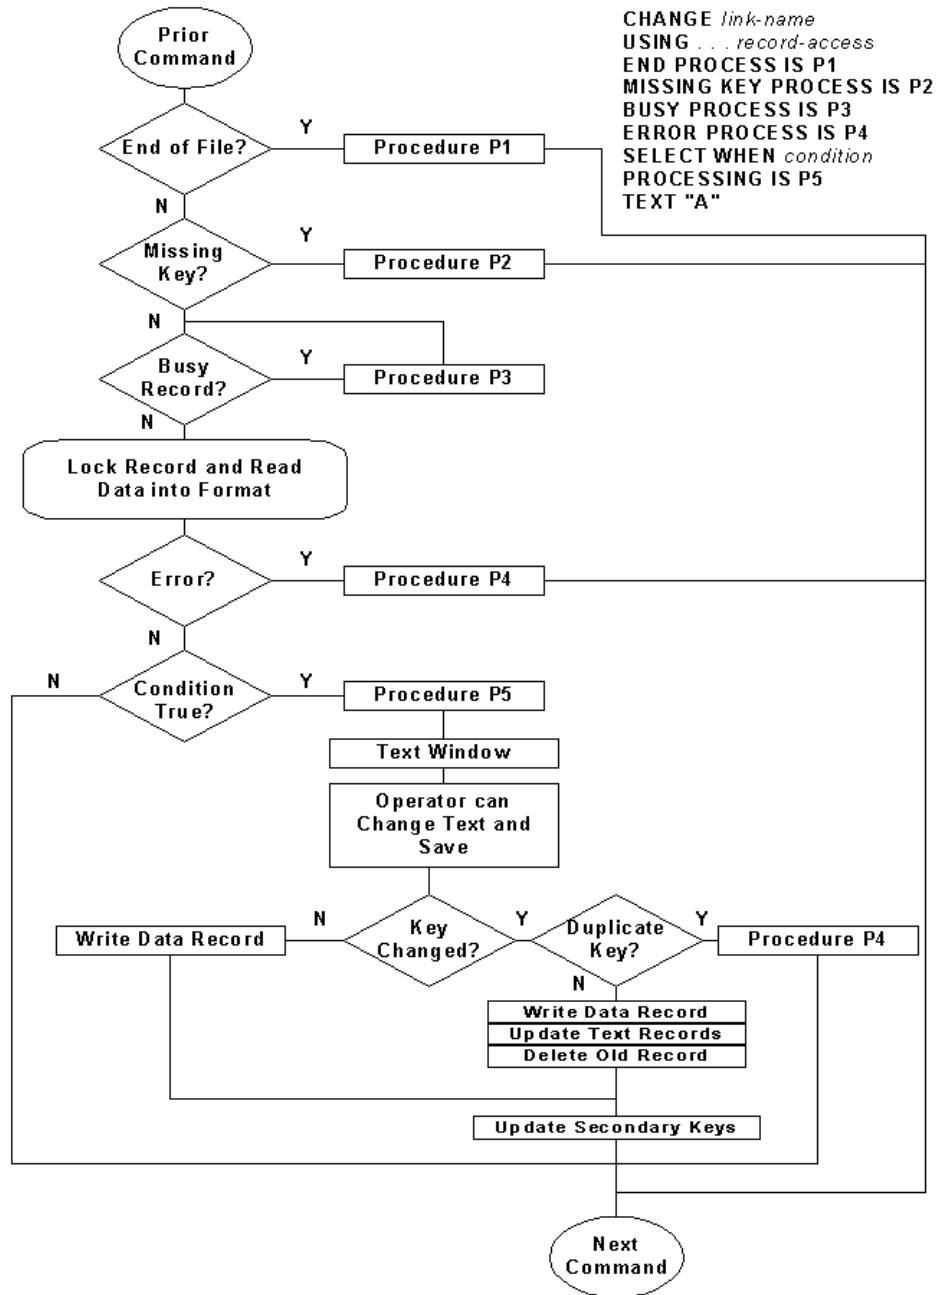 Prior
Command
CHANGE link-name
USING . . . record-access
END PROCESS IS P1
MISSING KEY PROCESS IS P2
BUSY PROCESS IS P3
ERROR PROCESS IS P4
SELECT WHEN condition
PROCESSING IS P5
TEXT "A"
End of File?
Y
Procedure P1
N
Missing
Key?
Y
Procedure P2
N
Busy
Record?
Y
Procedure P3
N
Lock Record and Read
Data into Format
Error?
Y
Procedure P4
N
N
Condition
True?
Y
Procedure P5
Text Window
Operator can
Change Text and
Save
Key
Changed?
N
Write Data Record
Y
Duplicate
Key?
Y
Procedure P4
N
Write Data Record
Update Text Records
Delete Old Record
Update Secondary Keys
Next
Command